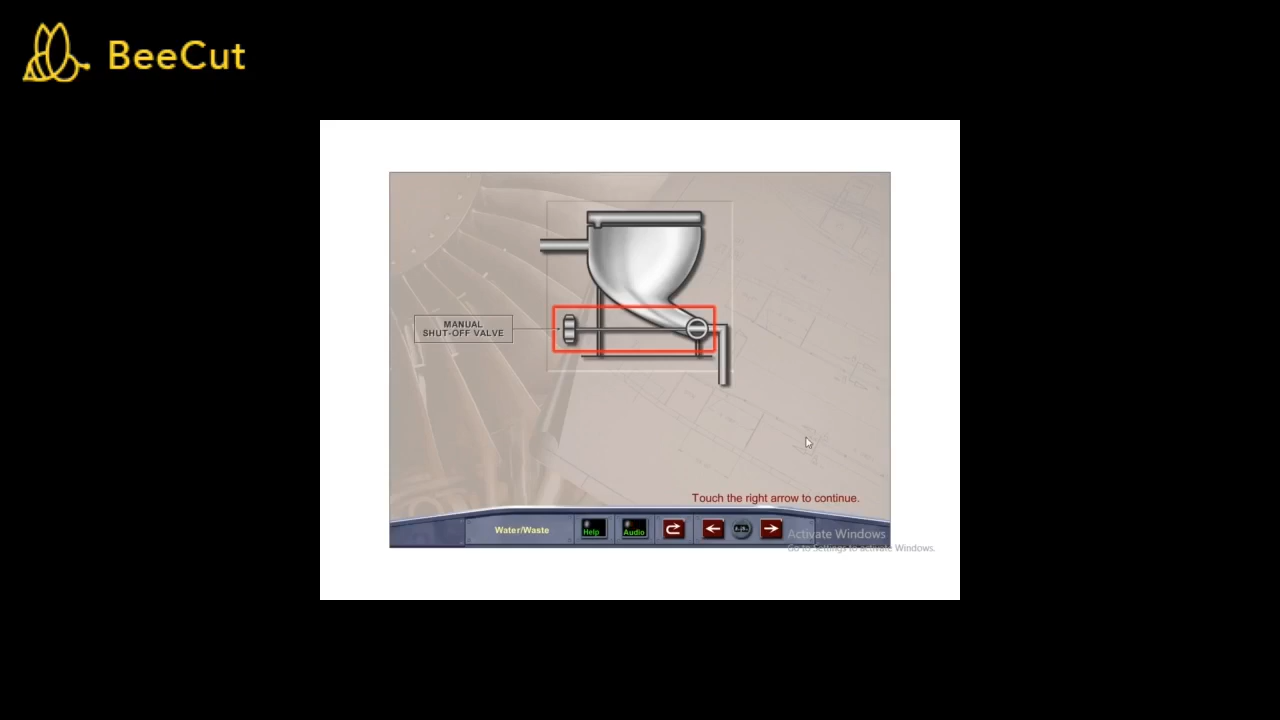 BeeCut
MANUAL
SHUT-OFF VALVE
Touch the right arrow to continue.
Water/Waste
Help
Audio
Activate Windows
Go to Settings to activate Windows.